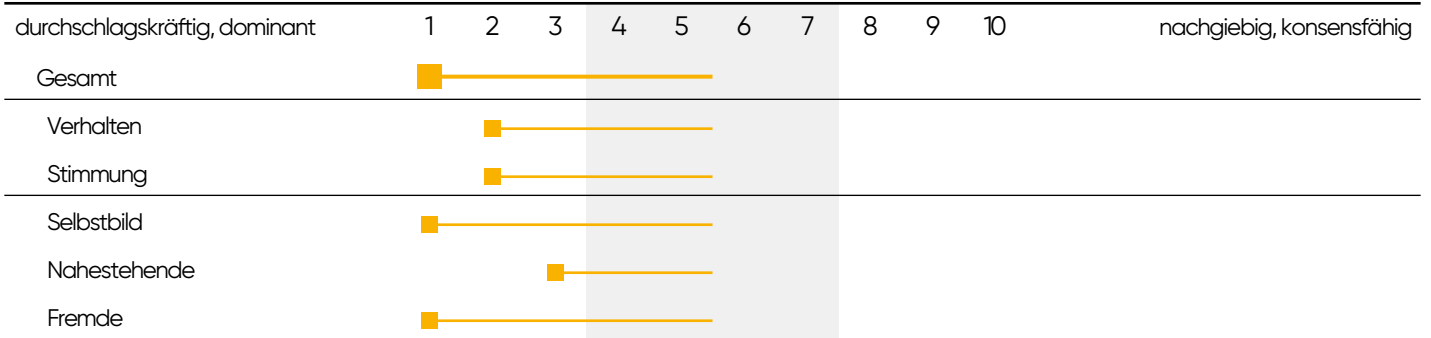 durchschlagskräftig, dominant 1 2 3 4 5 6 7 8 9 10 nachgiebig, konsensfähig
Gesamt
Verhalten
Stimmung
Selbstbild
Nahestehende
Fremde